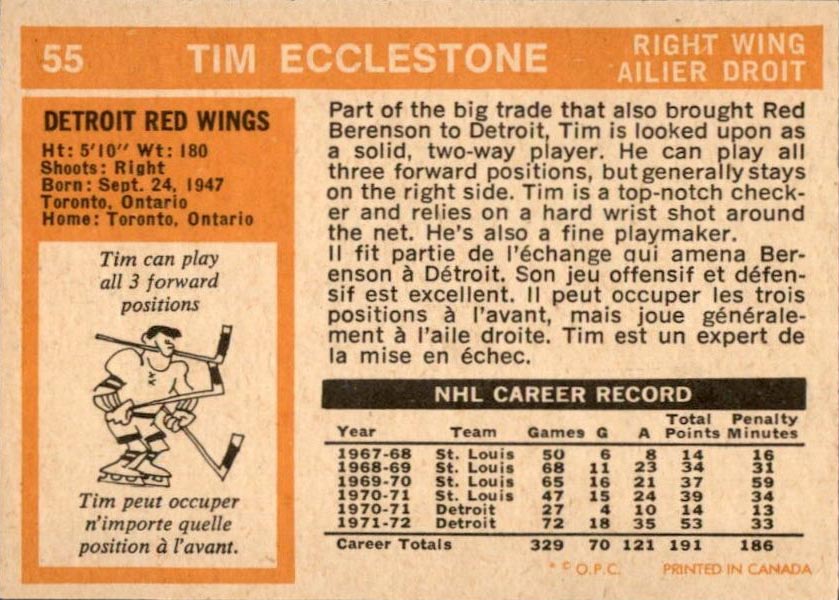 55 TIM ECCLESTONE RIGHT WING
AILIER DROIT
DETROIT RED WINGS
Ht: 5'10" Wt: 180
Shoots: Right
Born: Sept. 24, 1947
Toronto, Ontario
Home: Toronto, Ontario
Tim can play
all 3 forward
positions
Tim peut occuper
n'importe quelle
position à l'avant.
Part of the big trade that also brought Red
Berenson to Detroit, Tim is looked upon as
a solid, two-way player. He can play all
three forward positions, but generally stays
on the right side. Tim is a top-notch check-
er and relies on a hard wrist shot around
the net. He's also a fine playmaker.
Il fit partie de l'échange qui amena Ber-
enson à Détroit. Son jeu offensif et défen-
sif est excellent. Il peut occuper les trois
positions à l'avant, mais joue générale-
ment à l'aile droite. Tim est un expert de
la mise en échec.
NHL CAREER RECORD
Total Penalty
Year Team Games G A Points Minutes
1967-68 St. Louis 50 6 8 14 16
1968-69 St. Louis 68 11 23 34 31
1969-70 St. Louis 65 16 21 37 59
1970-71 St. Louis 47 15 24 39 34
1970-71 Detroit 27 4 10 14 13
1971-72 Detroit 72 18 35 53 33
Career Totals 329 70 121 191 186
* © O.P.C. PRINTED IN CANADA